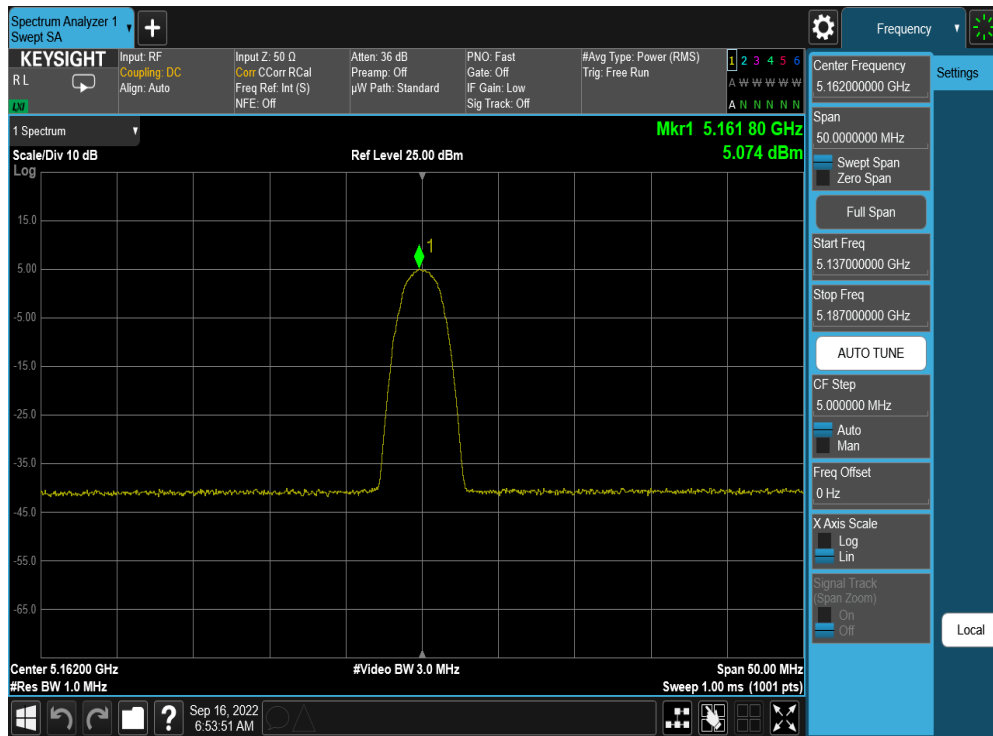 Spectrum Analyzer 1
Swept SA
+
Frequency
KEYSIGHT
R L
LXI
Input: RF
Coupling: DC
Align: Auto
Input Z: 50 Ω
Corr CCorr RCal
Freq Ref: Int (S)
NFE: Off
Atten: 36 dB
Preamp: Off
µW Path: Standard
PNO: Fast
Gate: Off
IF Gain: Low
Sig Track: Off
#Avg Type: Power (RMS)
Trig: Free Run
1 2 3 4 5 6
A W W W W W
A N N N N N
1 Spectrum
Scale/Div 10 dB
Log
Ref Level 25.00 dBm
Mkr1 5.161 80 GHz
5.074 dBm
15.0
1
5.00
-5.00
-15.0
-25.0
-35.0
-45.0
-55.0
-65.0
Center 5.16200 GHz
#Res BW 1.0 MHz
#Video BW 3.0 MHz
Span 50.00 MHz
Sweep 1.00 ms (1001 pts)
Center Frequency
5.162000000 GHz
Settings
Span
50.0000000 MHz
Swept Span
Zero Span
Full Span
Start Freq
5.137000000 GHz
Stop Freq
5.187000000 GHz
AUTO TUNE
CF Step
5.000000 MHz
Auto
Man
Freq Offset
0 Hz
X Axis Scale
Log
Lin
Signal Track
(Span Zoom)
On
Off
Local
?
Sep 16, 2022
6:53:51 AM